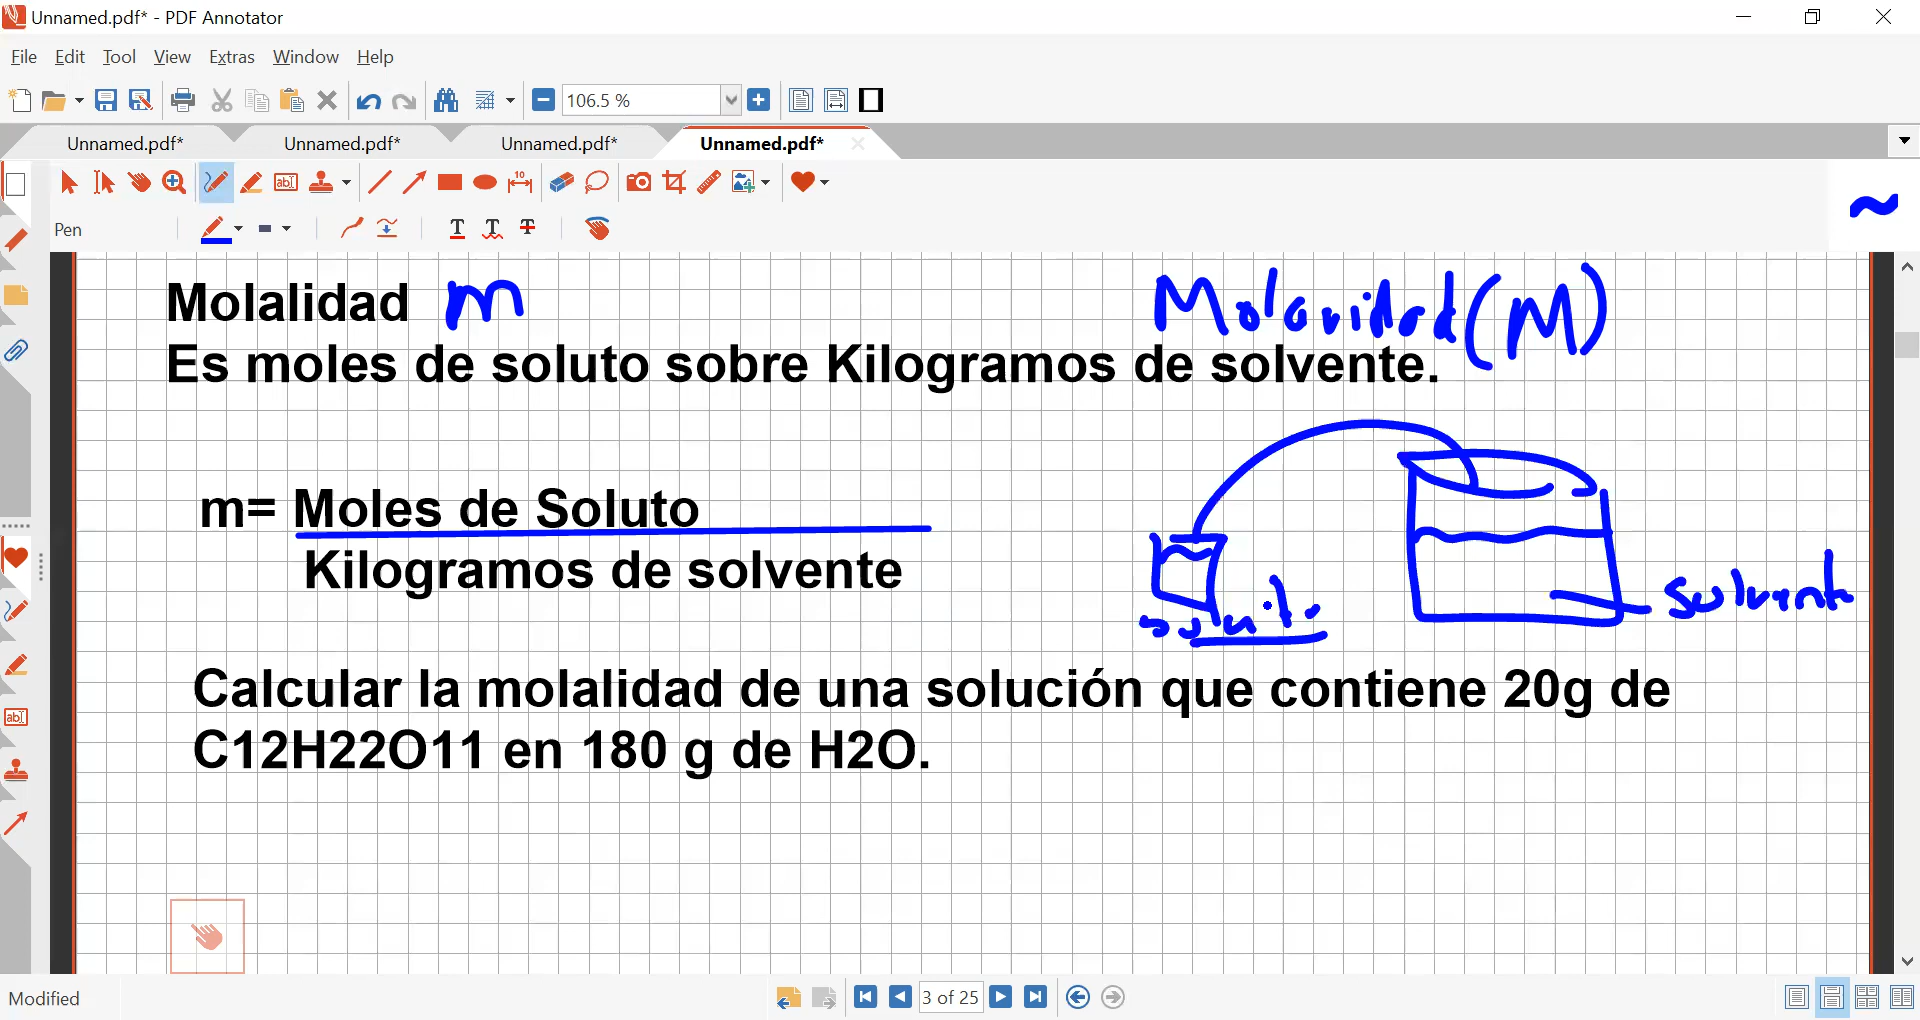 Unnamed.pdf* - PDF Annotator
File Edit Tool View Extras Window Help
106.5 %
Unnamed.pdf* Unnamed.pdf* Unnamed.pdf* Unnamed.pdf*
Pen
Molalidad m
Molaridad (M)
Es moles de soluto sobre Kilogramos de solvente.
m= Moles de Soluto
Kilogramos de solvente
soluto
solvente
Calcular la molalidad de una solución que contiene 20g de
C12H22O11 en 180 g de H2O.
Modified
3 of 25